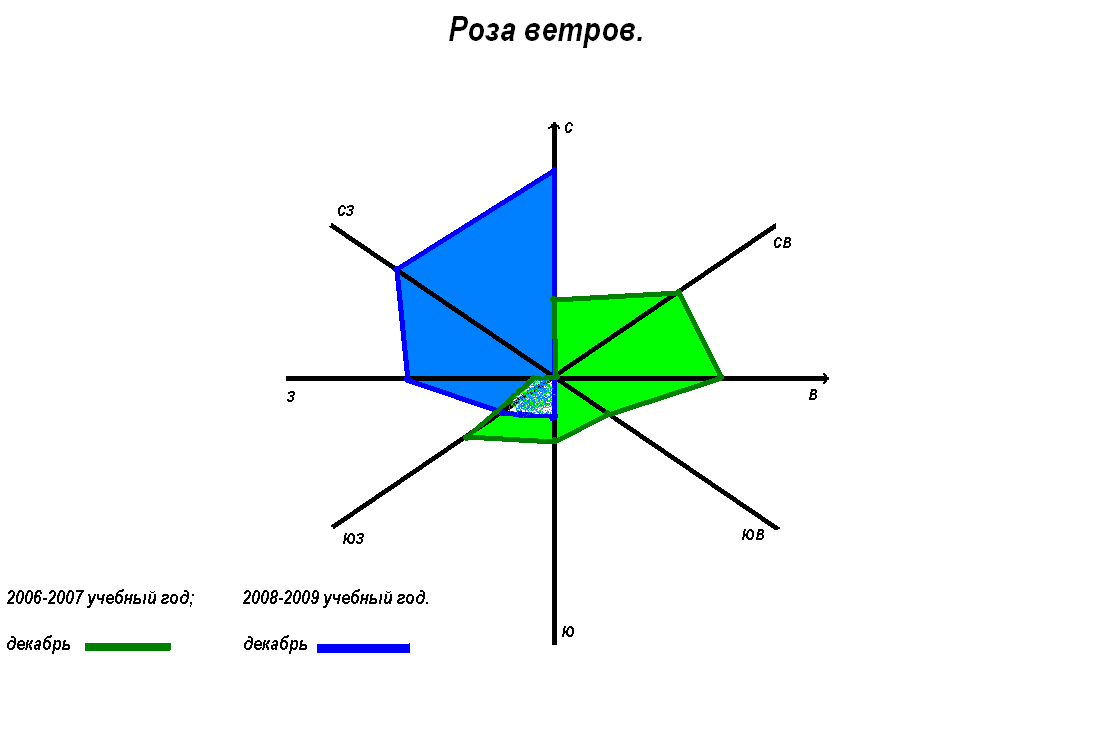 Роза ветров.
С
СЗ
СВ
З
В
ЮЗ
ЮВ
Ю
2006-2007 учебный год;
2008-2009 учебный год.
декабрь
декабрь